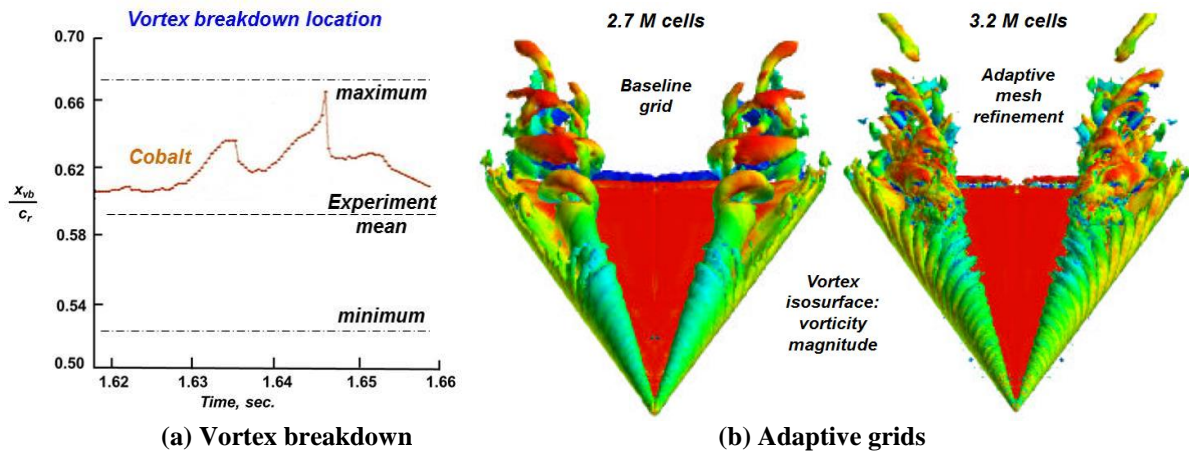 Vortex breakdown location
0.70
0.66
0.62
0.58
0.54
0.50
x_vb
c_r
maximum
Cobalt
Experiment
mean
minimum
1.62
1.63
1.64
1.65
1.66
Time, sec.
(a) Vortex breakdown
2.7 M cells
3.2 M cells
Baseline
grid
Adaptive
mesh
refinement
Vortex
isosurface:
vorticity
magnitude
(b) Adaptive grids